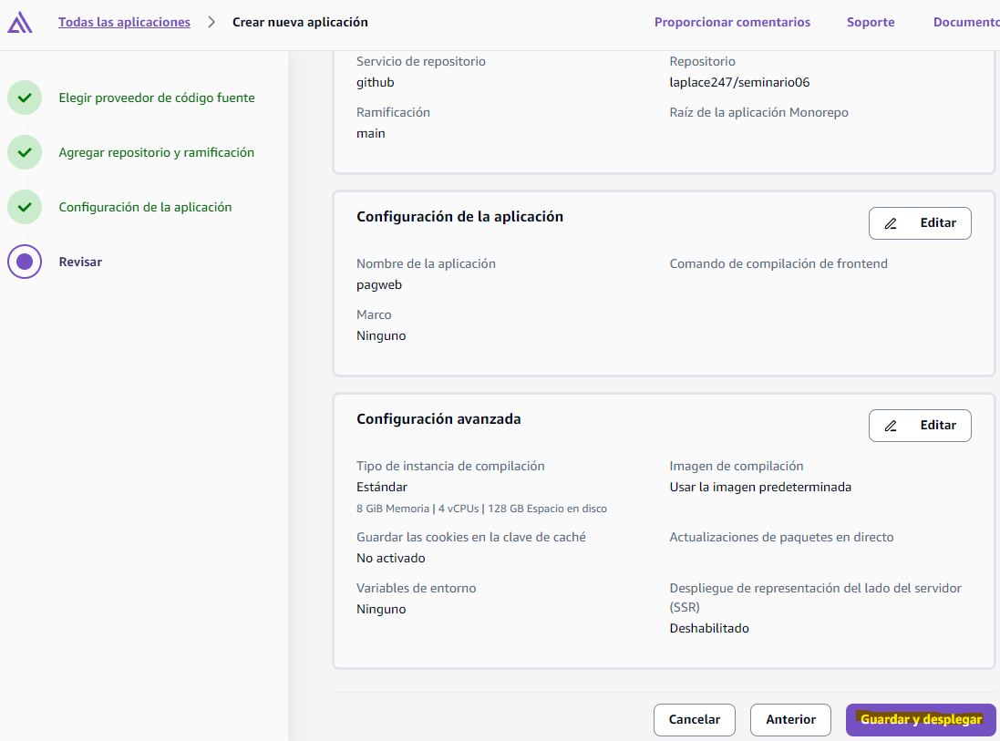 Todas las aplicaciones > Crear nueva aplicación Proporcionar comentarios Soporte Documento
Elegir proveedor de código fuente
Agregar repositorio y ramificación
Configuración de la aplicación
Revisar
Servicio de repositorio Repositorio
github laplace247/seminario06
Ramificación Raíz de la aplicación Monorepo
main
Configuración de la aplicación Editar
Nombre de la aplicación Comando de compilación de frontend
pagweb
Marco
Ninguno
Configuración avanzada Editar
Tipo de instancia de compilación Imagen de compilación
Estándar Usar la imagen predeterminada
8 GiB Memoria | 4 vCPUs | 128 GB Espacio en disco
Guardar las cookies en la clave de caché Actualizaciones de paquetes en directo
No activado
Variables de entorno Despliegue de representación del lado del servidor
Ninguno (SSR)
Deshabilitado
Cancelar Anterior Guardar y desplegar